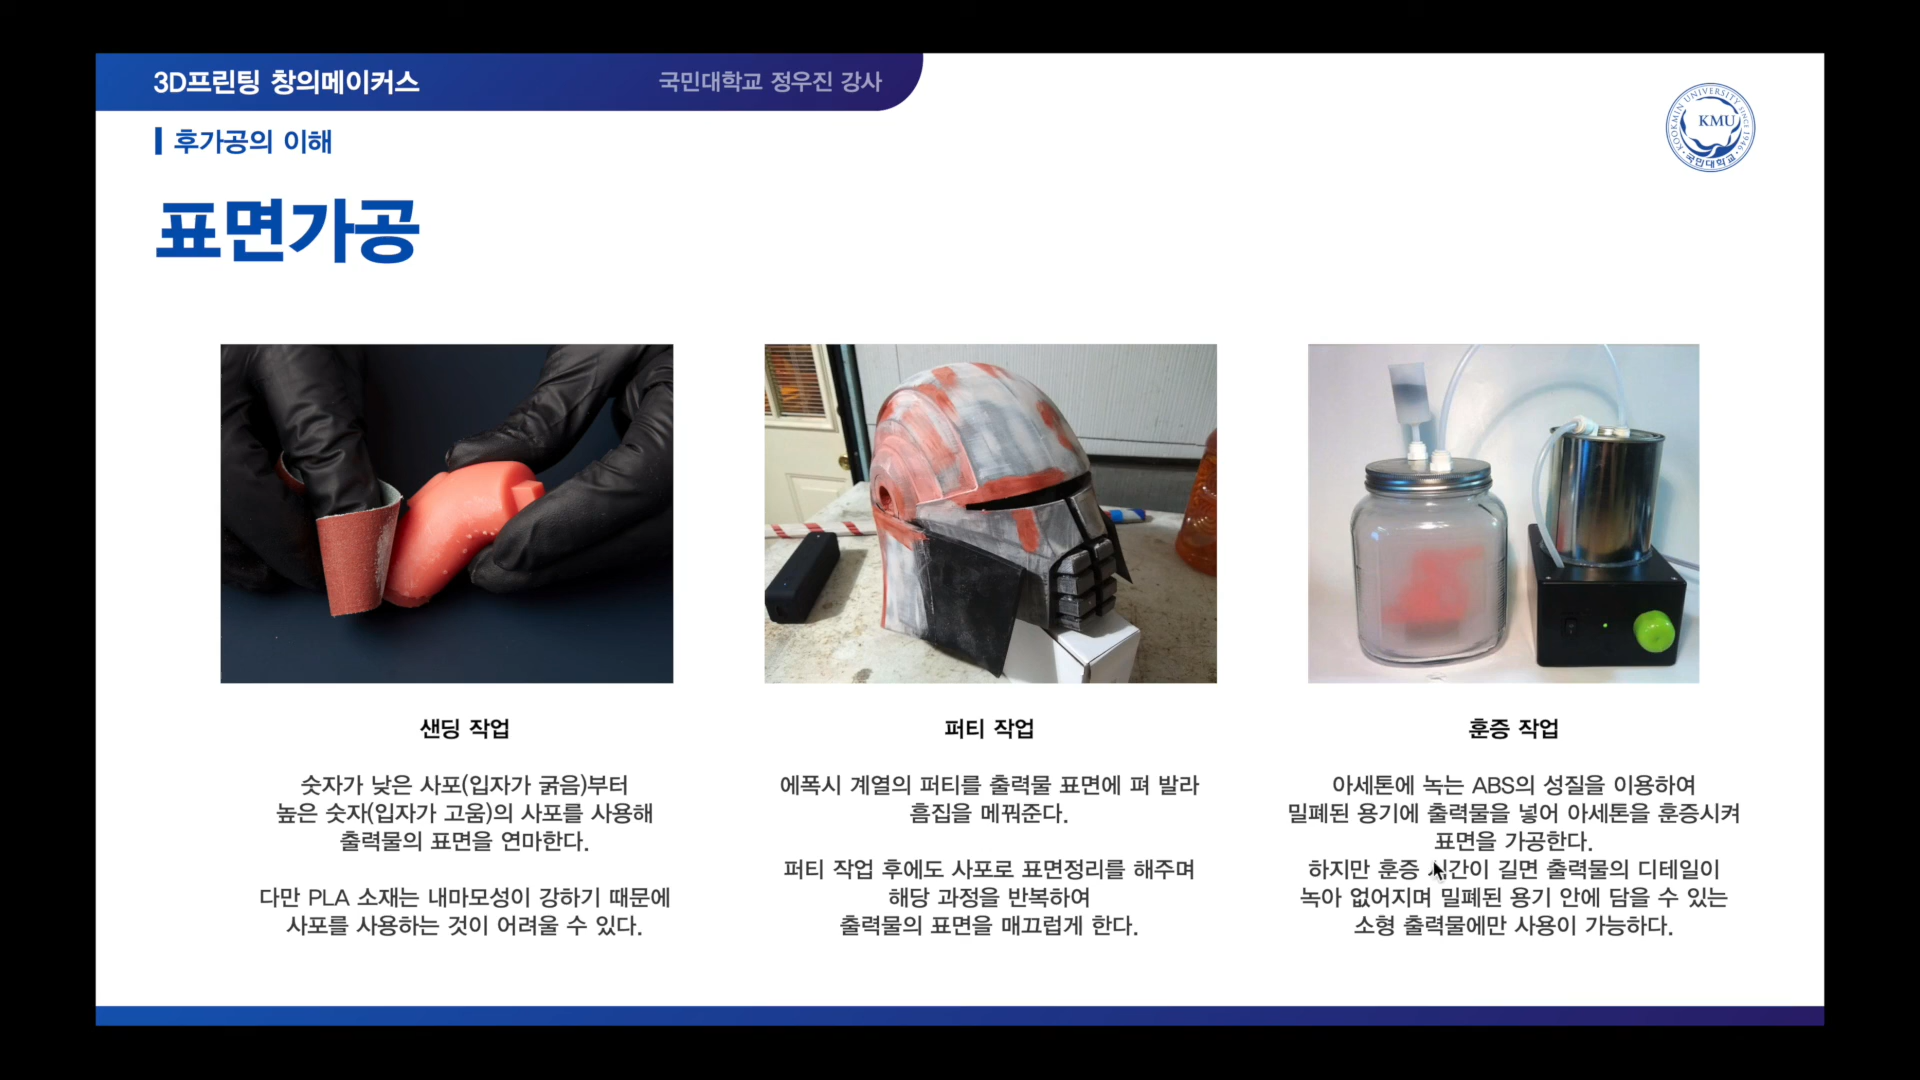 3D프린팅 창의메이커스
국민대학교 정우진 강사
후가공의 이해
KOOKMIN UNIVERSITY SINCE 1946
KMU
국민대학교
표면가공
샌딩 작업
숫자가 낮은 사포(입자가 굵음)부터
높은 숫자(입자가 고움)의 사포를 사용해
출력물의 표면을 연마한다.
다만 PLA 소재는 내마모성이 강하기 때문에
사포를 사용하는 것이 어려울 수 있다.
퍼티 작업
에폭시 계열의 퍼티를 출력물 표면에 펴 발라
흠집을 메꿔준다.
퍼티 작업 후에도 사포로 표면정리를 해주며
해당 과정을 반복하여
출력물의 표면을 매끄럽게 한다.
훈증 작업
아세톤에 녹는 ABS의 성질을 이용하여
밀폐된 용기에 출력물을 넣어 아세톤을 훈증시켜
표면을 가공한다.
하지만 훈증 시간이 길면 출력물의 디테일이
녹아 없어지며 밀폐된 용기 안에 담을 수 있는
소형 출력물에만 사용이 가능하다.